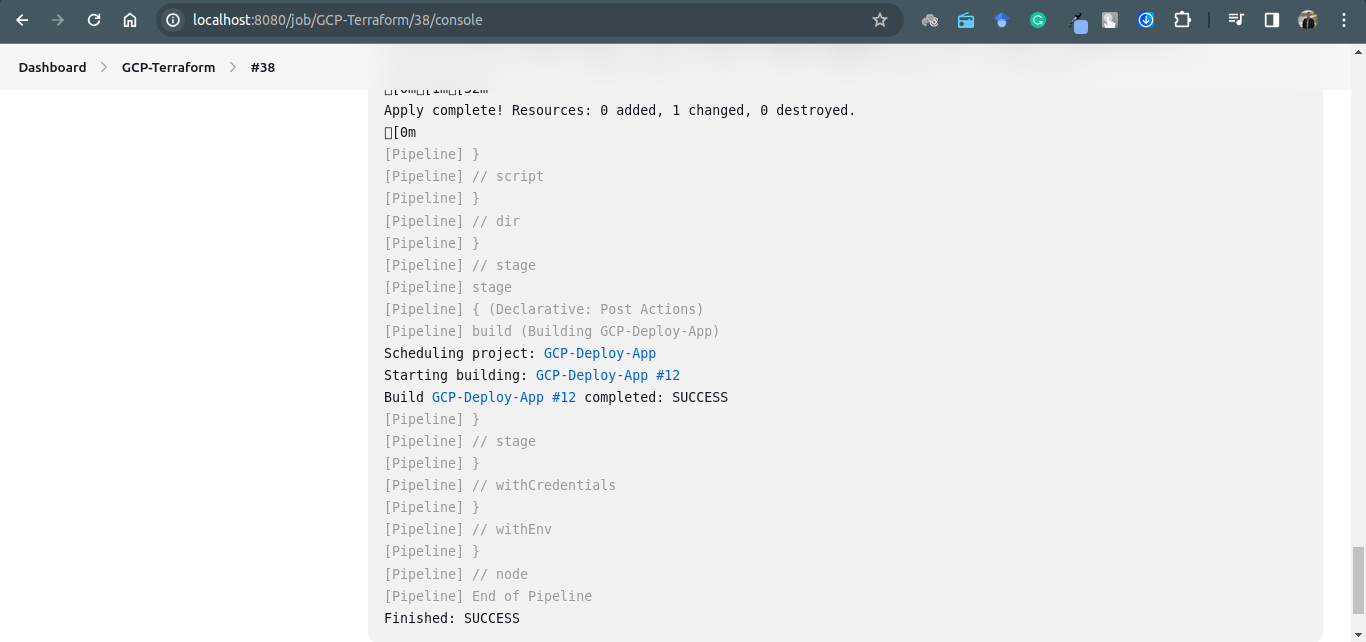 localhost:8080/job/GCP-Terraform/38/console
Dashboard > GCP-Terraform > #38
Apply complete! Resources: 0 added, 1 changed, 0 destroyed.
[0m
[Pipeline] }
[Pipeline] // script
[Pipeline] }
[Pipeline] // dir
[Pipeline] }
[Pipeline] // stage
[Pipeline] stage
[Pipeline] { (Declarative: Post Actions)
[Pipeline] build (Building GCP-Deploy-App)
Scheduling project: GCP-Deploy-App
Starting building: GCP-Deploy-App #12
Build GCP-Deploy-App #12 completed: SUCCESS
[Pipeline] }
[Pipeline] // stage
[Pipeline] }
[Pipeline] // withCredentials
[Pipeline] }
[Pipeline] // withEnv
[Pipeline] }
[Pipeline] // node
[Pipeline] End of Pipeline
Finished: SUCCESS